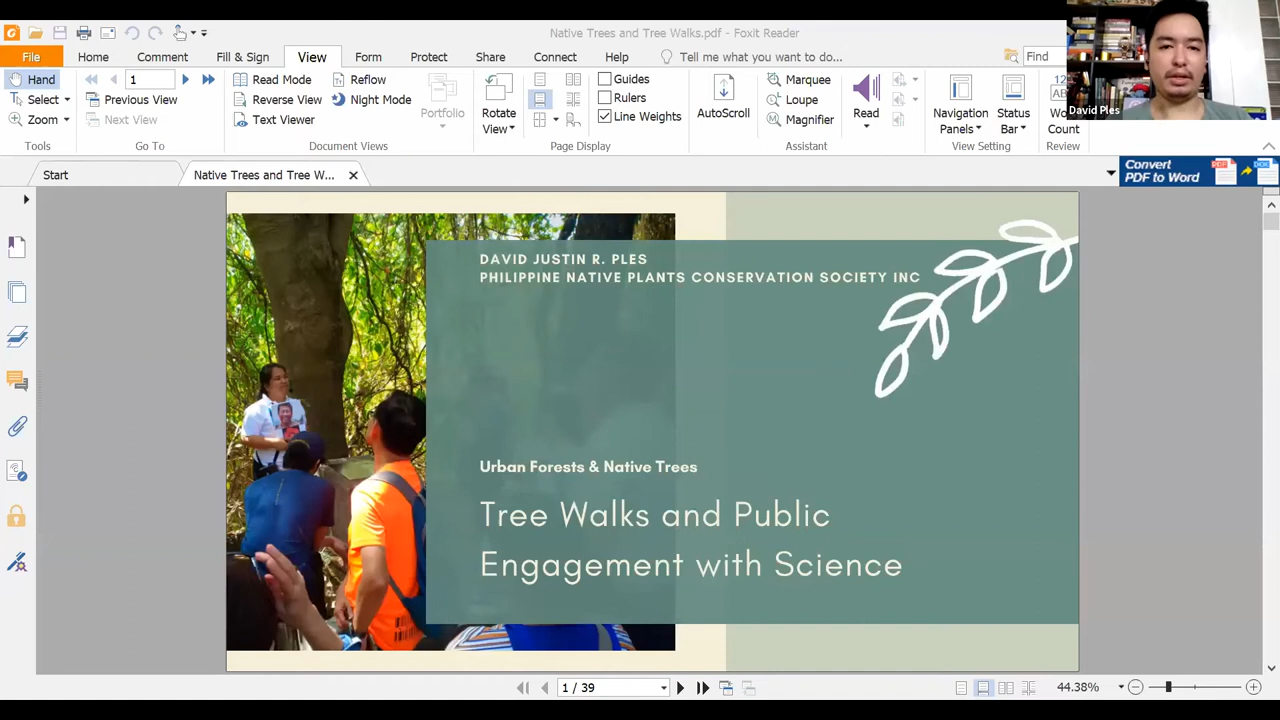 Native Trees and Tree Walks.pdf - Foxit Reader
File Home Comment Fill & Sign View Form Protect Share Connect Help Tell me what you want to do... Find
Hand
Select
Zoom
1
Previous View
Next View
Read Mode
Reverse View
Text Viewer
Reflow
Night Mode
Portfolio
Rotate
View
Guides
Rulers
Line Weights
AutoScroll
Marquee
Loupe
Magnifier
Read
Navigation
Panels
Status
Bar
Count
Tools
Go To
Document Views
Page Display
Assistant
View Setting
Review
David Ples
Start
Native Trees and Tree W...
Convert
PDF to Word
DAVID JUSTIN R. PLES
PHILIPPINE NATIVE PLANTS CONSERVATION SOCIETY INC
Urban Forests & Native Trees
Tree Walks and Public
Engagement with Science
1 / 39
44.38%